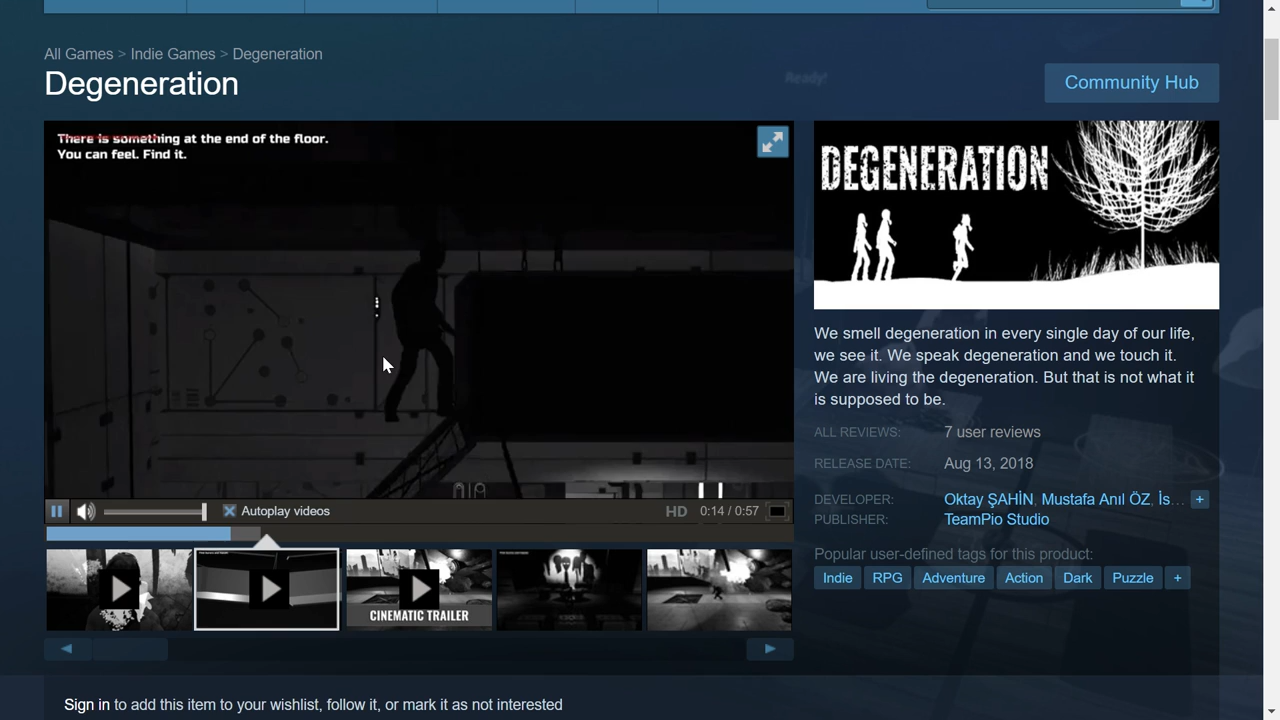 All Games > Indie Games > Degeneration
Degeneration
Ready!
Community Hub
There is something at the end of the floor.
You can feel. Find it.
Autoplay videos
HD
0:14 / 0:57
CINEMATIC TRAILER
DEGENERATION
We smell degeneration in every single day of our life,
we see it. We speak degeneration and we touch it.
We are living the degeneration. But that is not what it
is supposed to be.
ALL REVIEWS: 7 user reviews
RELEASE DATE: Aug 13, 2018
DEVELOPER: Oktay ŞAHİN, Mustafa Anıl ÖZ, İs... +
PUBLISHER: TeamPio Studio
Popular user-defined tags for this product:
Indie RPG Adventure Action Dark Puzzle +
Sign in to add this item to your wishlist, follow it, or mark it as not interested